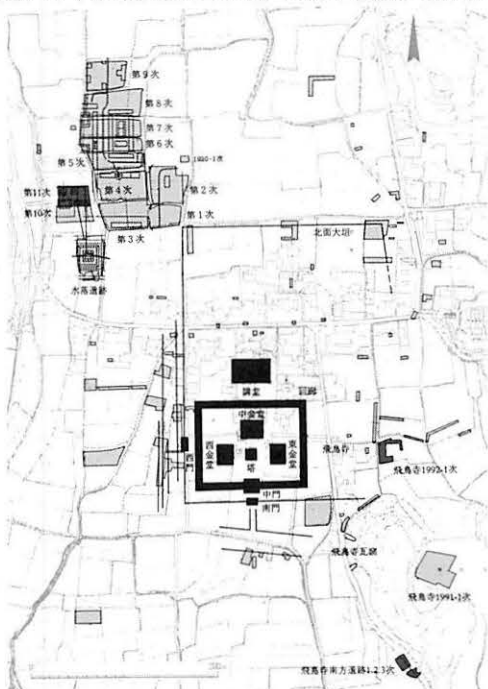 第9次
第8次
第7次
第6次
第5次
1920-1次
第11次
第4次
第2次
第10次
第1次
第3次
北面大垣
水落遺跡
講堂
回廊
中金堂
西門
西金堂
塔
東金堂
飛鳥寺
飛鳥寺1992-1次
中門
南門
飛鳥寺瓦窯
飛鳥寺1991-1次
飛鳥寺南方遺跡1.2.3次